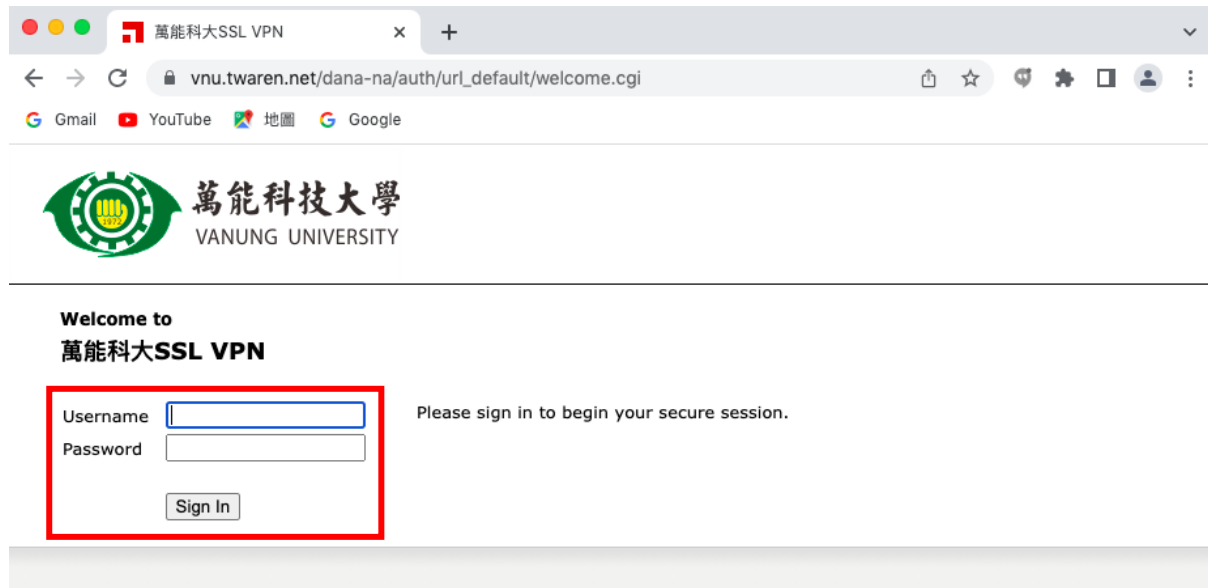 萬能科大SSL VPN
vnu.twaren.net/dana-na/auth/url_default/welcome.cgi
Gmail YouTube 地圖 Google
1972
萬能科技大學
VANUNG UNIVERSITY
Welcome to
萬能科大SSL VPN
Username
Please sign in to begin your secure session.
Password
Sign In